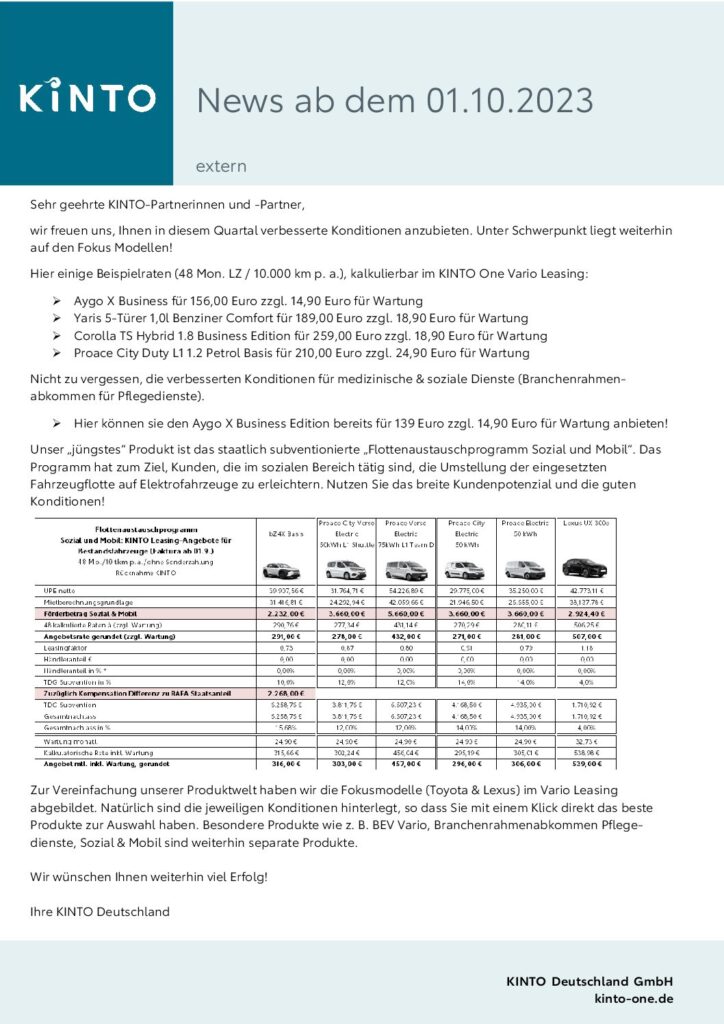 KINTO
News ab dem 01.10.2023
extern
Sehr geehrte KINTO-Partnerinnen und -Partner,
wir freuen uns, Ihnen in diesem Quartal verbesserte Konditionen anzubieten. Unter Schwerpunkt liegt weiterhin
auf den Fokus Modellen!
Hier einige Beispielraten (48 Mon. LZ / 10.000 km p. a.), kalkulierbar im KINTO One Vario Leasing:
➢ Aygo X Business für 156,00 Euro zzgl. 14,90 Euro für Wartung
➢ Yaris 5-Türer 1,0l Benziner Comfort für 189,00 Euro zzgl. 18,90 Euro für Wartung
➢ Corolla TS Hybrid 1.8 Business Edition für 259,00 Euro zzgl. 18,90 Euro für Wartung
➢ Proace City Duty L1 1.2 Petrol Basis für 210,00 Euro zzgl. 24,90 Euro für Wartung
Nicht zu vergessen, die verbesserten Konditionen für medizinische & soziale Dienste (Branchenrahmen-
abkommen für Pflegedienste).
➢ Hier können sie den Aygo X Business Edition bereits für 139 Euro zzgl. 14,90 Euro für Wartung anbieten!
Unser „jüngstes“ Produkt ist das staatlich subventionierte „Flottenaustauschprogramm Sozial und Mobil“. Das
Programm hat zum Ziel, Kunden, die im sozialen Bereich tätig sind, die Umstellung der eingesetzten
Fahrzeugflotte auf Elektrofahrzeuge zu erleichtern. Nutzen Sie das breite Kundenpotenzial und die guten
Konditionen!
Flottenaustauschprogramm
Sozial und Mobil: KINTO Leasing-Angebote für
Bestandsfahrzeuge (Faktura ab 01.9.)
48 Mo./10 tkm p.a./ohne Sonderzahlung
Rücknahme KINTO
bZ4X Basis
Proace City Verso
Electric
50kWh L1 Shuttle
Proace Verso
Electric
75kWh L1 Team D
Proace City
Electric
50 kWh
Proace Electric
50 kWh
Lexus UX 300e
UPE netto 39.937,56 € 31.764,71 € 54.226,89 € 29.775,00 € 35.250,00 € 42.773,11 €
Mietberechnungsgrundlage 31.416,81 € 24.292,94 € 42.059,66 € 21.946,50 € 26.655,00 € 38.137,78 €
Förderbetrag Sozial & Mobil 2.232,00 € 3.660,00 € 5.660,00 € 3.660,00 € 3.660,00 € 2.924,40 €
48 kalkulierte Raten à (zzgl. Wartung) 290,76 € 277,34 € 431,14 € 270,29 € 280,11 € 506,25 €
Angebotsrate gerundet (zzgl. Wartung) 291,00 € 278,00 € 432,00 € 271,00 € 281,00 € 507,00 €
Leasingfaktor 0,73 0,87 0,80 0,91 0,79 1,18
Händleranteil € 0,00 0,00 0,00 0,00 0,00 0,00
Händleranteil in % * 0,00% 0,00% 0,00% 0,00% 0,00% 0,00%
TDG Subvention in % 10,0% 12,0% 12,0% 14,0% 14,0% 4,0%
Zuzüglich Kompensation Differenz zu BAFA Staatsanteil 2.268,00 €
TDG Subvention 6.258,75 € 3.811,75 € 6.507,23 € 4.168,50 € 4.935,00 € 1.710,92 €
Gesamtnachlass 6.258,75 € 3.811,75 € 6.507,23 € 4.168,50 € 4.935,00 € 1.710,92 €
Gesamtnachlass in % 15,68% 12,00% 12,00% 14,00% 14,00% 4,00%
Wartung monatl. 24,90 € 24,90 € 24,90 € 24,90 € 24,90 € 32,73 €
Kalkulatorische Rate inkl. Wartung 315,66 € 302,24 € 456,04 € 295,19 € 305,01 € 538,98 €
Angebot mtl. inkl. Wartung, gerundet 316,00 € 303,00 € 457,00 € 296,00 € 306,00 € 539,00 €
Zur Vereinfachung unserer Produktwelt haben wir die Fokusmodelle (Toyota & Lexus) im Vario Leasing
abgebildet. Natürlich sind die jeweiligen Konditionen hinterlegt, so dass Sie mit einem Klick direkt das beste
Produkte zur Auswahl haben. Besondere Produkte wie z. B. BEV Vario, Branchenrahmenabkommen Pflege-
dienste, Sozial & Mobil sind weiterhin separate Produkte.
Wir wünschen Ihnen weiterhin viel Erfolg!
Ihre KINTO Deutschland
KINTO Deutschland GmbH
kinto-one.de